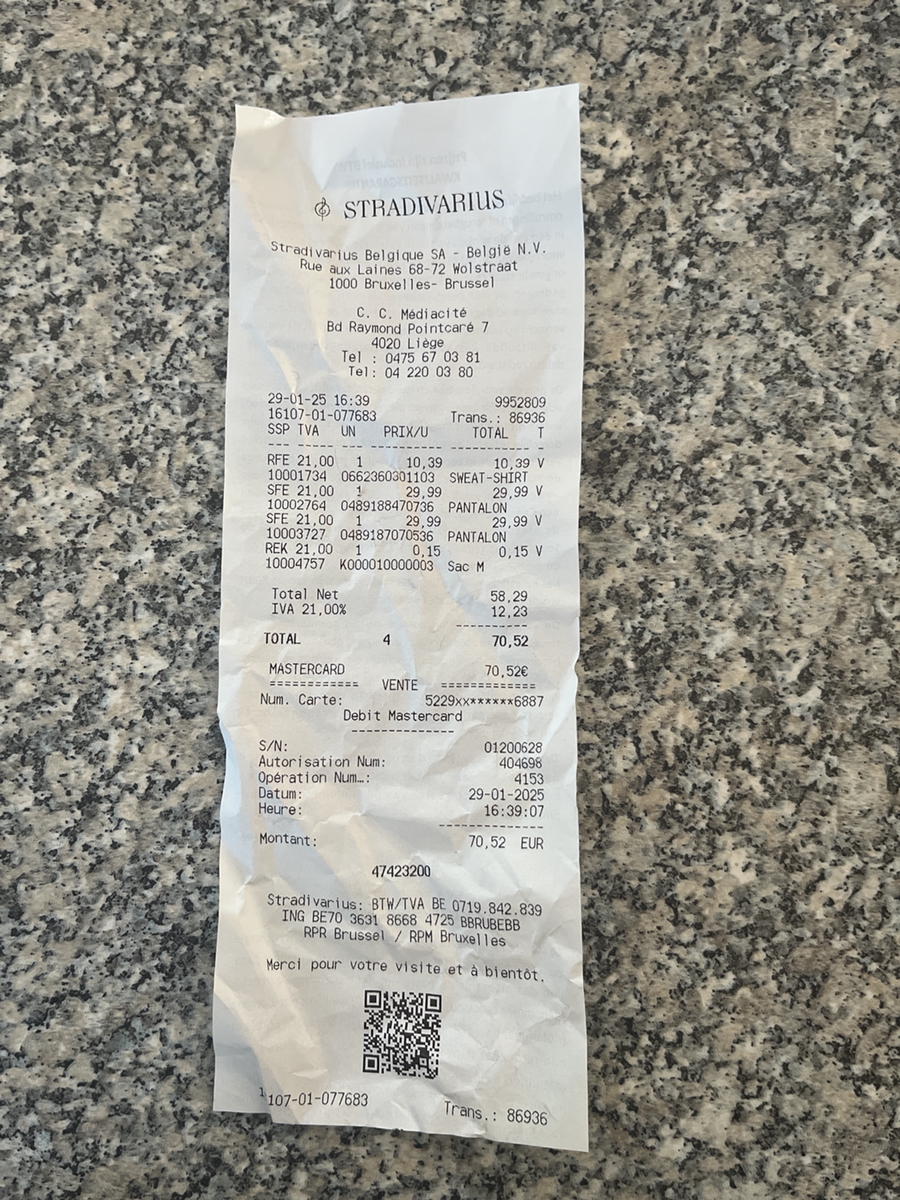 STRADIVARIUS
Stradivarius Belgique SA - België N.V.
Rue aux Laines 68-72 Wolstraat
1000 Bruxelles- Brussel
C. C. Médiacité
Bd Raymond Pointcaré 7
4020 Liège
Tel : 0475 67 03 81
Tel: 04 220 03 80
29-01-25 16:39 9952809
16107-01-077683 Trans.: 86936
SSP TVA UN PRIX/U TOTAL T
--- ---- --- ----------- ----------- -
RFE 21,00 1 10,39 10,39 V
10001734 0662360301103 SWEAT-SHIRT
SFE 21,00 1 29,99 29,99 V
10002764 0489188470736 PANTALON
SFE 21,00 1 29,99 29,99 V
10003727 0489187070536 PANTALON
REK 21,00 1 0,15 0,15 V
10004757 K000010000003 Sac M
Total Net 58,29
IVA 21,00% 12,23
----------
TOTAL 4 70,52
MASTERCARD 70,52€
============ VENTE =============
Num. Carte: 5229xx******6887
Debit Mastercard
--------------
S/N: 01200628
Autorisation Num: 404698
Opération Num…: 4153
Datum: 29-01-2025
Heure: 16:39:07
--------------
Montant: 70,52 EUR
47423200
Stradivarius: BTW/TVA BE 0719.842.839
ING BE70 3631 8668 4725 BBRUBEBB
RPR Brussel / RPM Bruxelles
Merci pour votre visite et à bientôt.
107-01-077683 Trans.: 86936